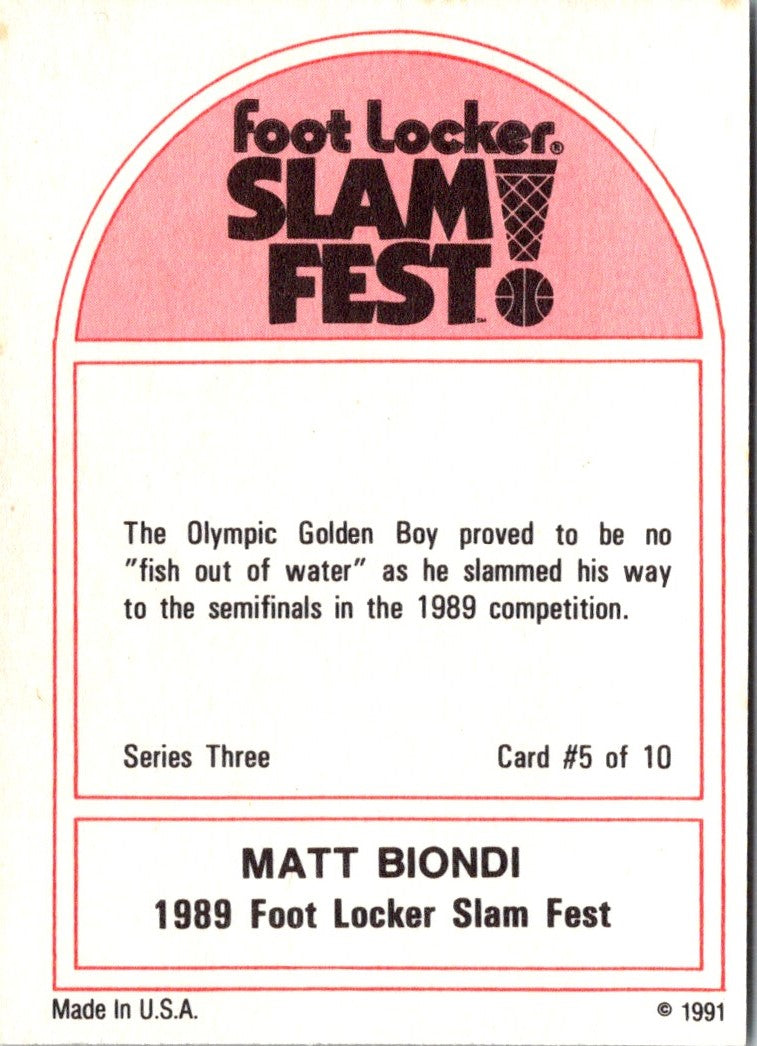 Foot Locker®
SLAM
FEST!™
The Olympic Golden Boy proved to be no
"fish out of water" as he slammed his way
to the semifinals in the 1989 competition.
Series Three Card #5 of 10
MATT BIONDI
1989 Foot Locker Slam Fest
Made In U.S.A. © 1991